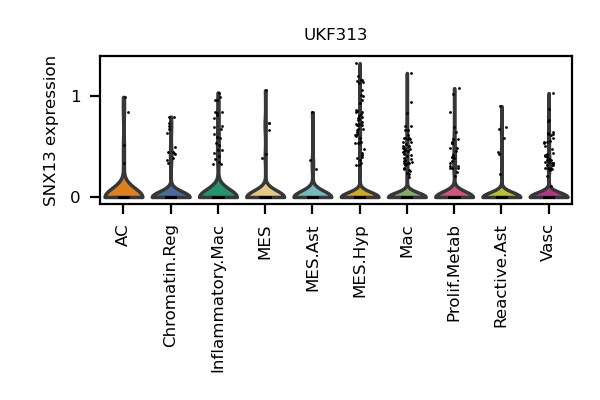 UKF313
SNX13 expression
1
0
AC
Chromatin.Reg
Inflammatory.Mac
MES
MES.Ast
MES.Hyp
Mac
Prolif.Metab
Reactive.Ast
Vasc